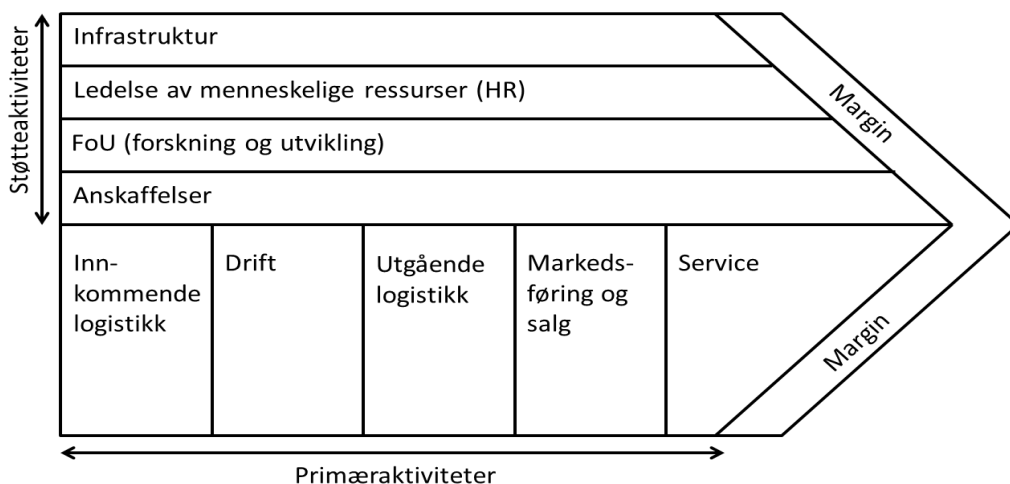 Støtteaktiviteter
Infrastruktur
Ledelse av menneskelige ressurser (HR)
FoU (forskning og utvikling)
Anskaffelser
Margin
Inn-
kommende
logistikk
Drift
Utgående
logistikk
Markeds-
føring og
salg
Service
Margin
Primæraktiviteter